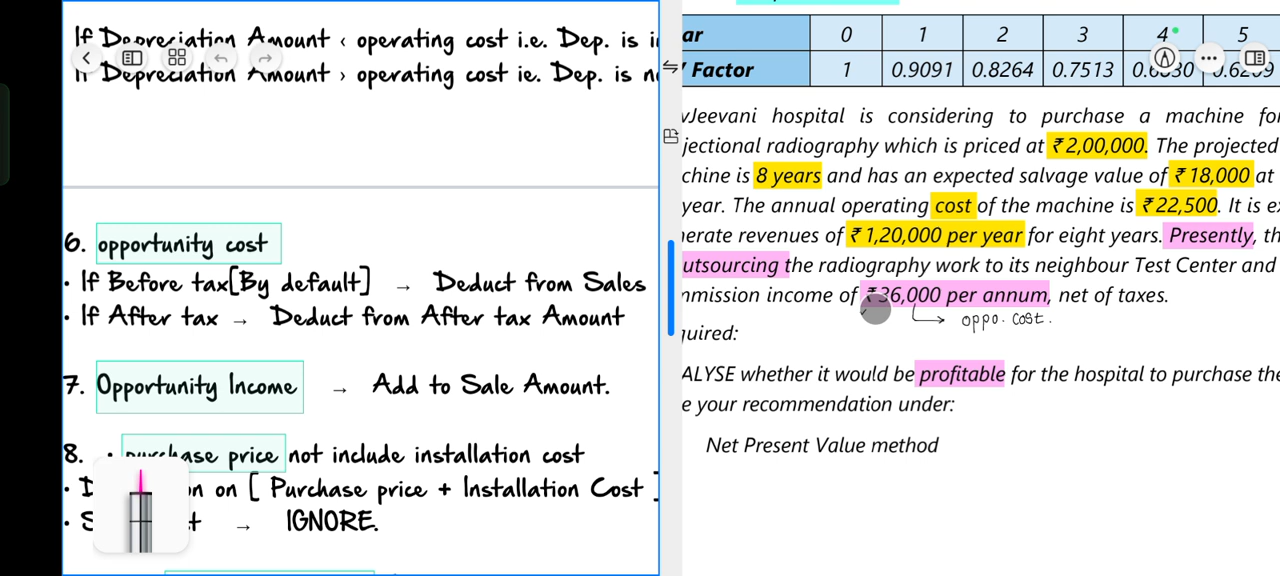 If Depreciation Amount < operating cost i.e. Dep. is
If Depreciation Amount > operating cost ie. Dep. is
6. opportunity cost
• If Before tax[By default] → Deduct from Sales
• If After tax → Deduct from After tax Amount
7. Opportunity Income → Add to Sale Amount.
8. • purchase price not include installation cost
on [ Purchase price + Installation Cost ]
→ IGNORE.
ar 0 1 2 3 4 5
Factor 1 0.9091 0.8264 0.7513
Jeevani hospital is considering to purchase a machine for
jectional radiography which is priced at ₹2,00,000. The projected
chine is 8 years and has an expected salvage value of ₹18,000 at
year. The annual operating cost of the machine is ₹22,500. It is
erate revenues of ₹1,20,000 per year for eight years. Presently, th
utsourcing the radiography work to its neighbour Test Center and
mmission income of ₹36,000 per annum, net of taxes.
→ oppo. cost.
quired:
ALYSE whether it would be profitable for the hospital to purchase the
e your recommendation under:
Net Present Value method